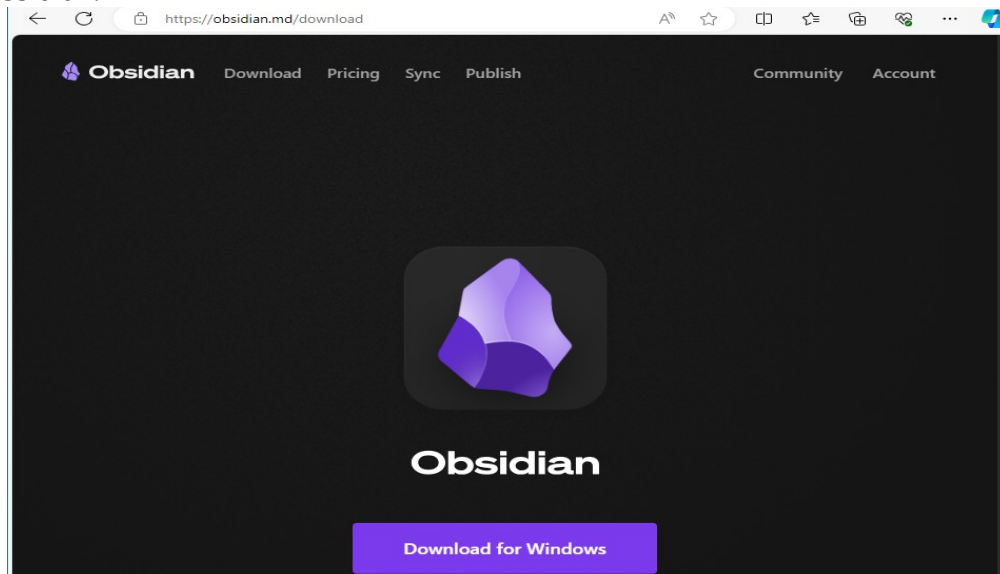 https://obsidian.md/download
Obsidian Download Pricing Sync Publish Community Account
Obsidian
Download for Windows